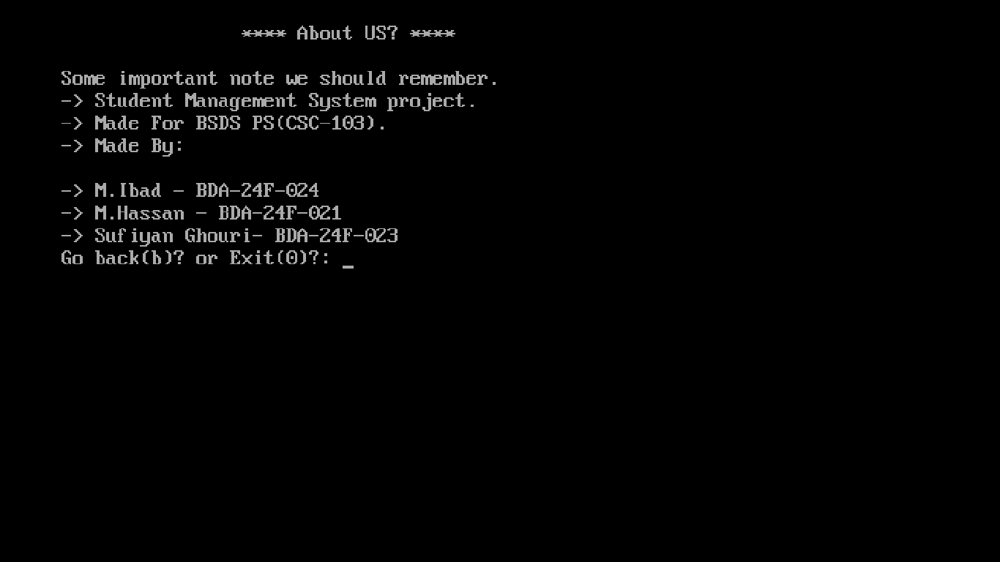 **** About US? ****
Some important note we should remember.
-> Student Management System project.
-> Made For BSDS PS(CSC-103).
-> Made By:
-> M.Ibad - BDA-24F-024
-> M.Hassan - BDA-24F-021
-> Sufiyan Ghouri- BDA-24F-023
Go back(b)? or Exit(0)?: _